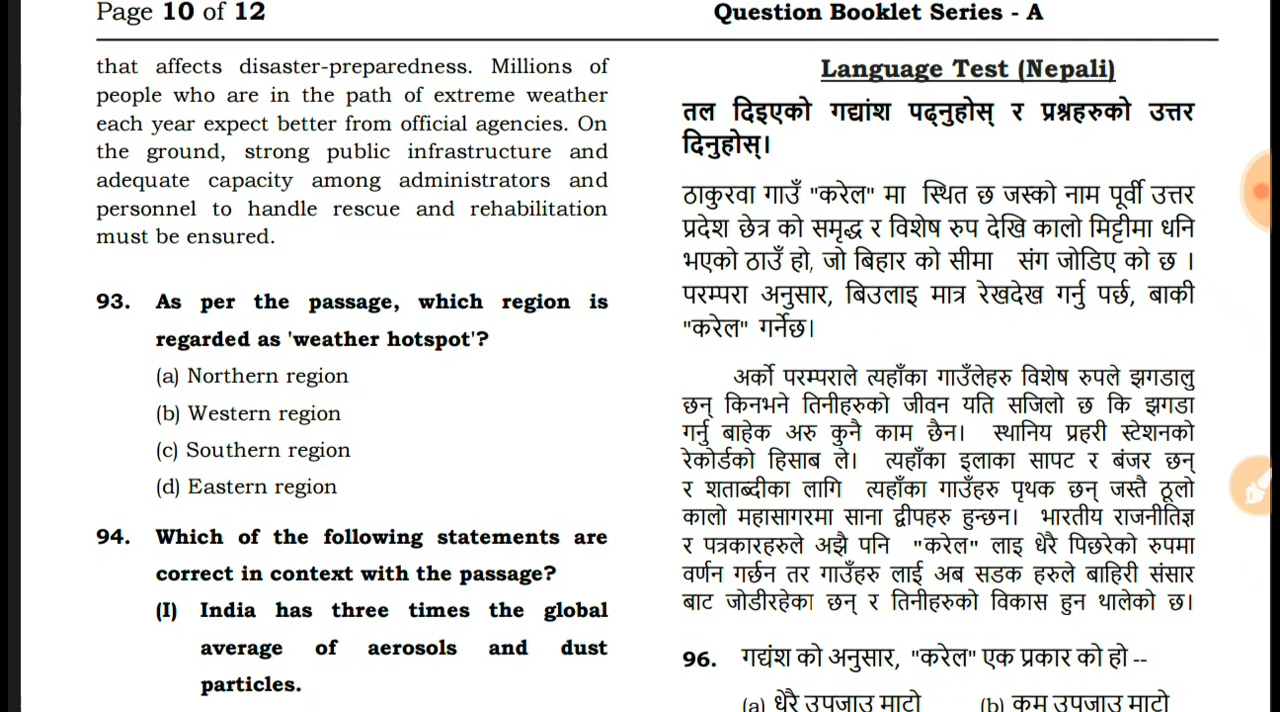 Page 10 of 12
Question Booklet Series - A
that affects disaster-preparedness. Millions of
people who are in the path of extreme weather
each year expect better from official agencies. On
the ground, strong public infrastructure and
adequate capacity among administrators and
personnel to handle rescue and rehabilitation
must be ensured.
93. As per the passage, which region is
regarded as 'weather hotspot'?
(a) Northern region
(b) Western region
(c) Southern region
(d) Eastern region
94. Which of the following statements are
correct in context with the passage?
(I) India has three times the global
average of aerosols and dust
particles.
Language Test (Nepali)
तल दिइएको गद्यांश पढ्नुहोस् र प्रश्नहरुको उत्तर
दिनुहोस्।
ठाकुरवा गाउँ "करेल" मा स्थित छ जस्को नाम पूर्वी उत्तर
प्रदेश छेत्र को समृद्ध र विशेष रुप देखि कालो मिट्टीमा धनि
भएको ठाउँ हो, जो बिहार को सीमा संग जोडिए को छ ।
परम्परा अनुसार, बिउलाइ मात्र रेखदेख गर्नु पर्छ, बाकी
"करेल" गर्नेछ।
अर्को परम्पराले त्यहाँका गाउँलेहरु विशेष रुपले झगडालु
छन् किनभने तिनीहरुको जीवन यति सजिलो छ कि झगडा
गर्नु बाहेक अरु कुनै काम छैन। स्थानिय प्रहरी स्टेशनको
रेकोर्डको हिसाब ले। त्यहाँका इलाका सापट र बंजर छन्
र शताब्दीका लागि त्यहाँका गाउँहरु पृथक छन् जस्तै ठूलो
कालो महासागरमा साना द्वीपहरु हुन्छन। भारतीय राजनीतिज्ञ
र पत्रकारहरुले अझै पनि "करेल" लाइ धेरै पिछरेको रुपमा
वर्णन गर्छन तर गाउँहरु लाई अब सडक हरुले बाहिरी संसार
बाट जोडीरहेका छन् र तिनीहरुको विकास हुन थालेको छ।
96. गद्यंश को अनुसार, "करेल" एक प्रकार को हो --
(a) धेरै उपजाउ माटो (b) कम उपजाउ माटो